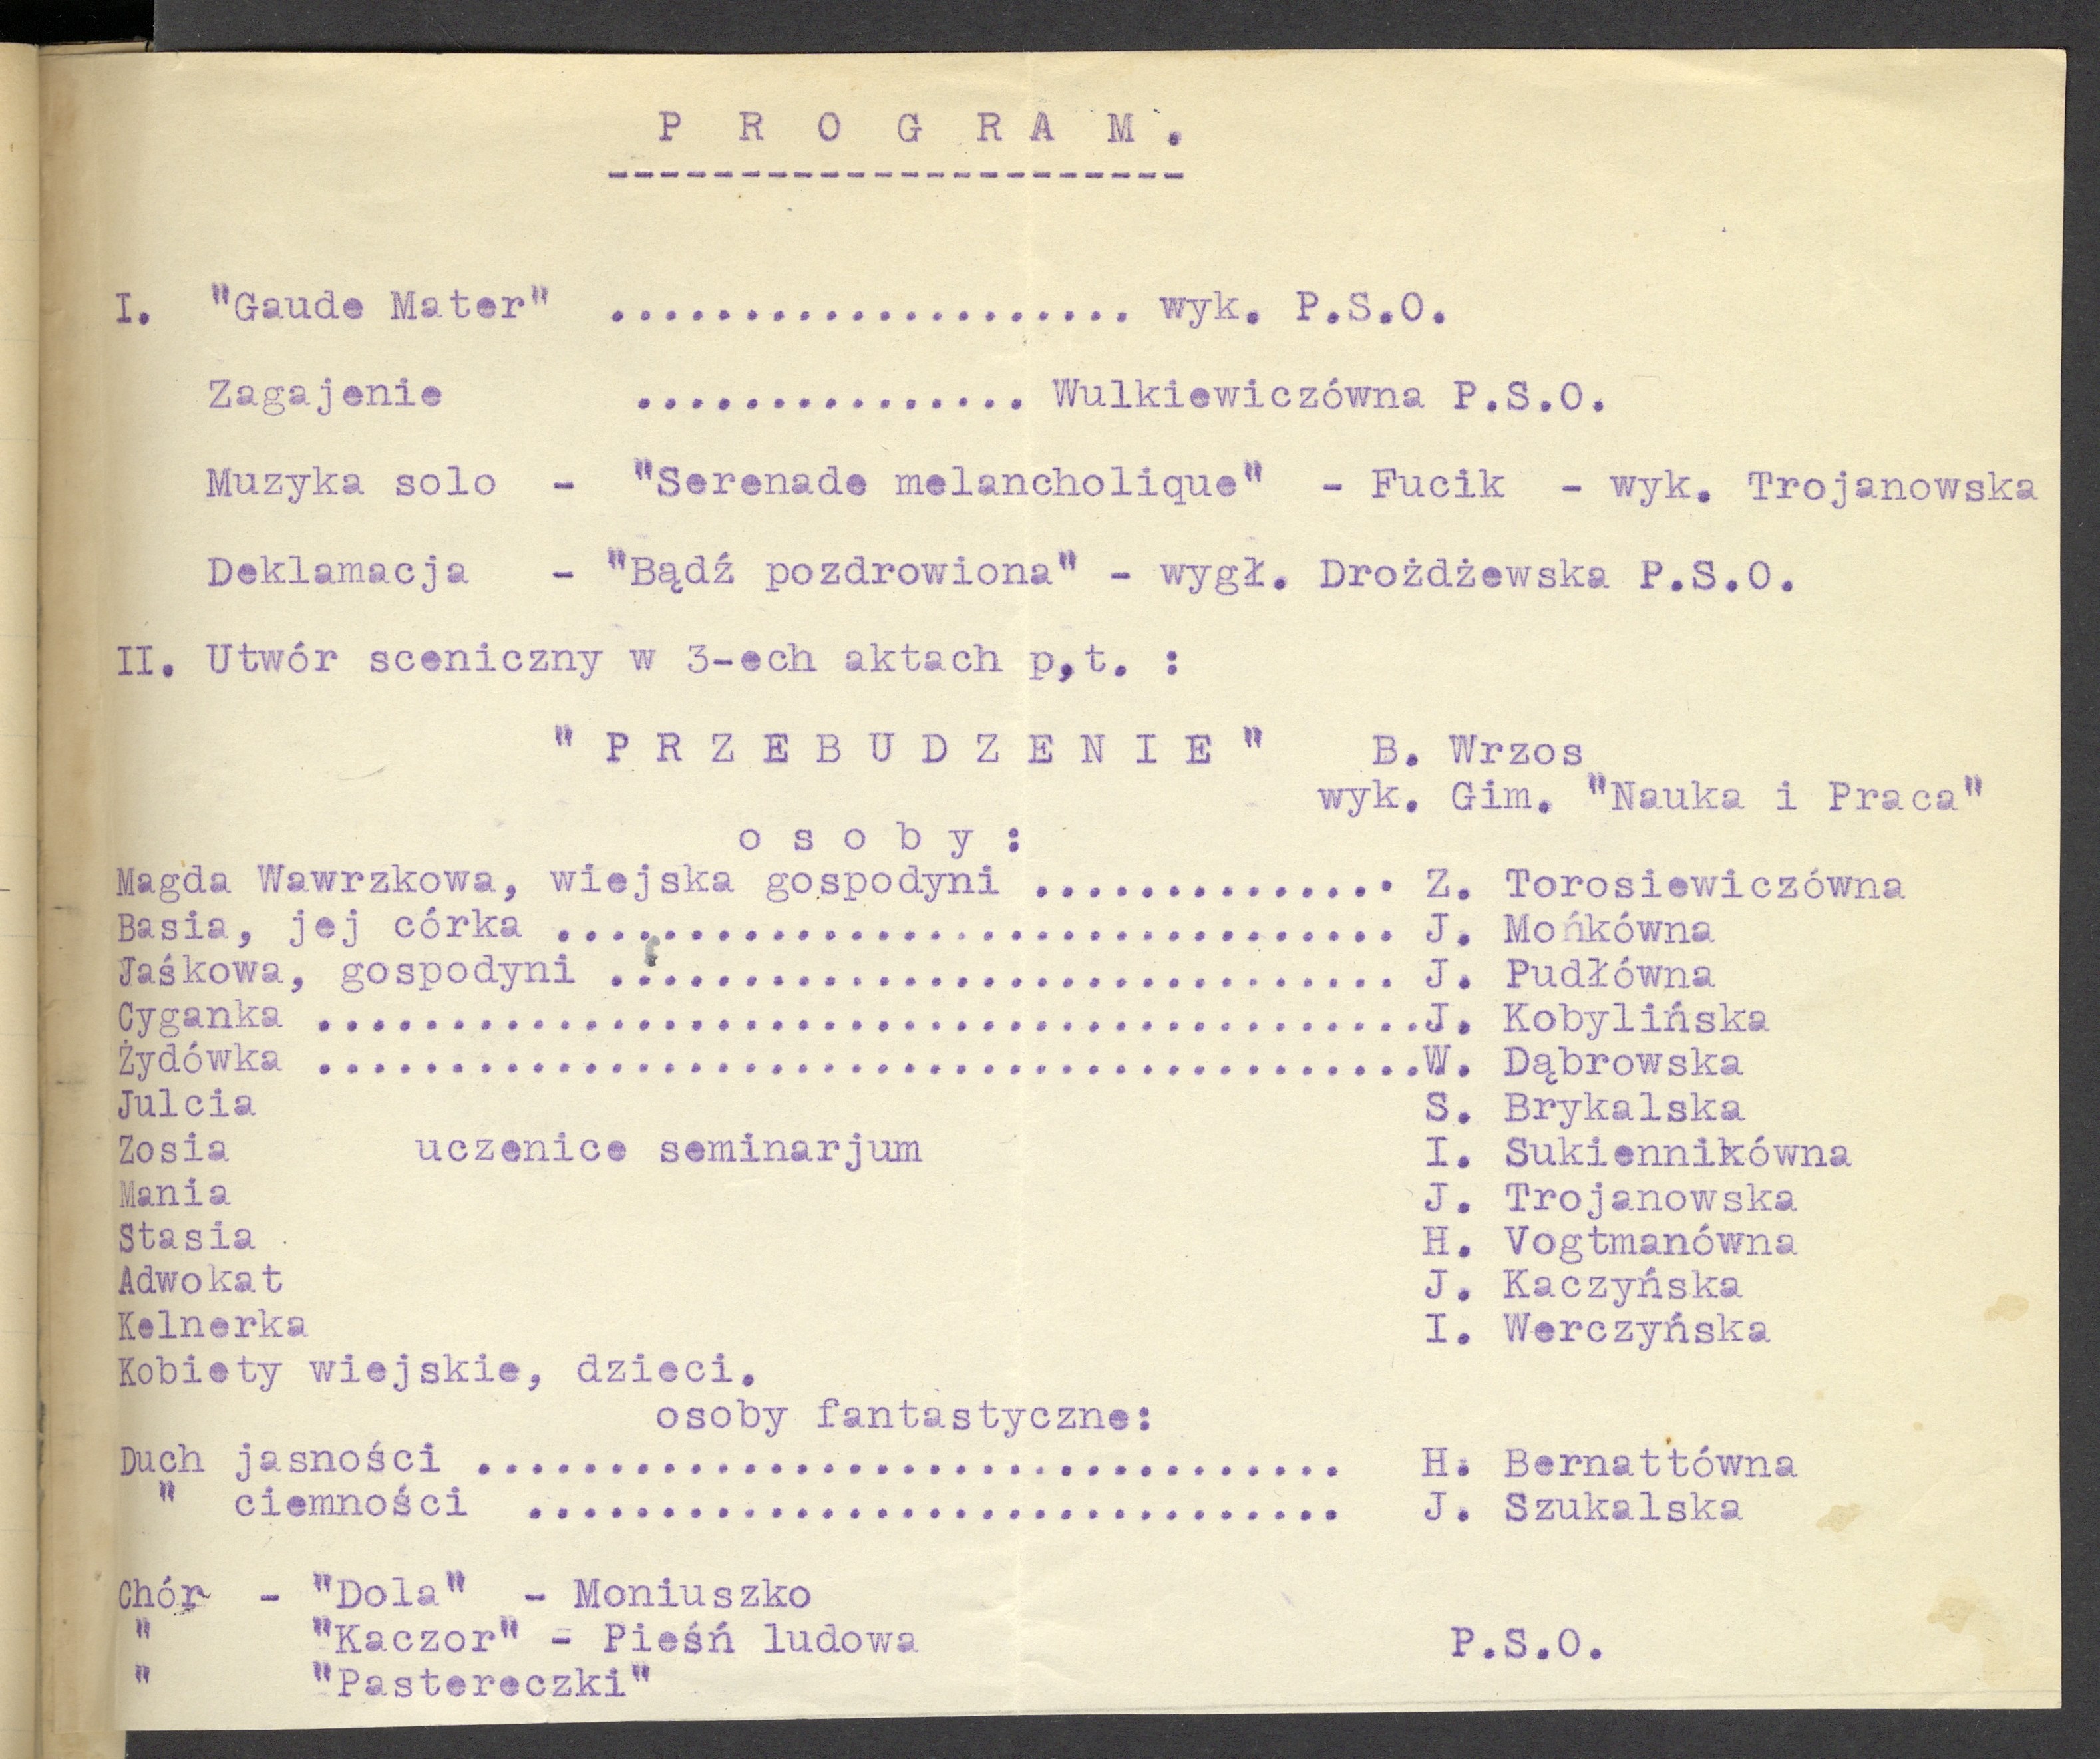 P R O G R A M.
----------------------
I. "Gaude Mater" .................... wyk. P.S.O.
Zagajenie ............... Wulkiewiczówna P.S.O.
Muzyka solo - "Serenade melancholique" - Fucik - wyk. Trojanowska
Deklamacja - "Bądź pozdrowiona" - wygł. Drożdżewska P.S.O.
II. Utwór sceniczny w 3-ech aktach p,t. :
" P R Z E B U D Z E N I E " B. Wrzos
wyk. Gim. "Nauka i Praca"
o s o b y :
Magda Wawrzkowa, wiejska gospodyni .............. Z. Torosiewiczówna
Basia, jej córka ................................ J. Mońkówna
Jaśkowa, gospodyni .............................. J. Pudłówna
Cyganka ..........................................J. Kobylińska
Żydówka ..........................................W. Dąbrowska
Julcia S. Brykalska
Zosia uczenice seminarjum I. Sukiennikówna
Mania J. Trojanowska
Stasia H. Vogtmanówna
Adwokat J. Kaczyńska
Kelnerka I. Werczyńska
Kobiety wiejskie, dzieci.
osoby fantastyczne:
Duch jasności ................................. H. Bernattówna
" ciemności ............................... J. Szukalska
Chór - "Dola" - Moniuszko
" "Kaczor" - Pieśń ludowa P.S.O.
" "Pastereczki"